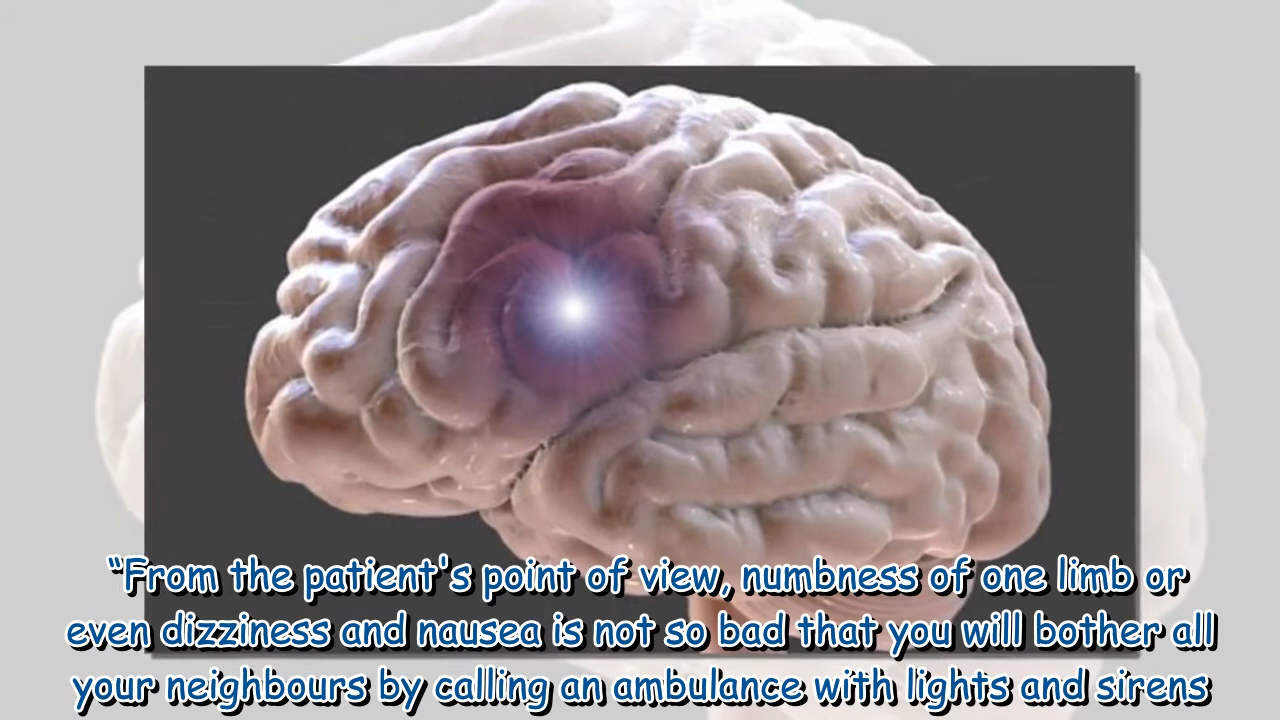 “From the patient's point of view, numbness of one limb or
even dizziness and nausea is not so bad that you will bother all
your neighbours by calling an ambulance with lights and sirens